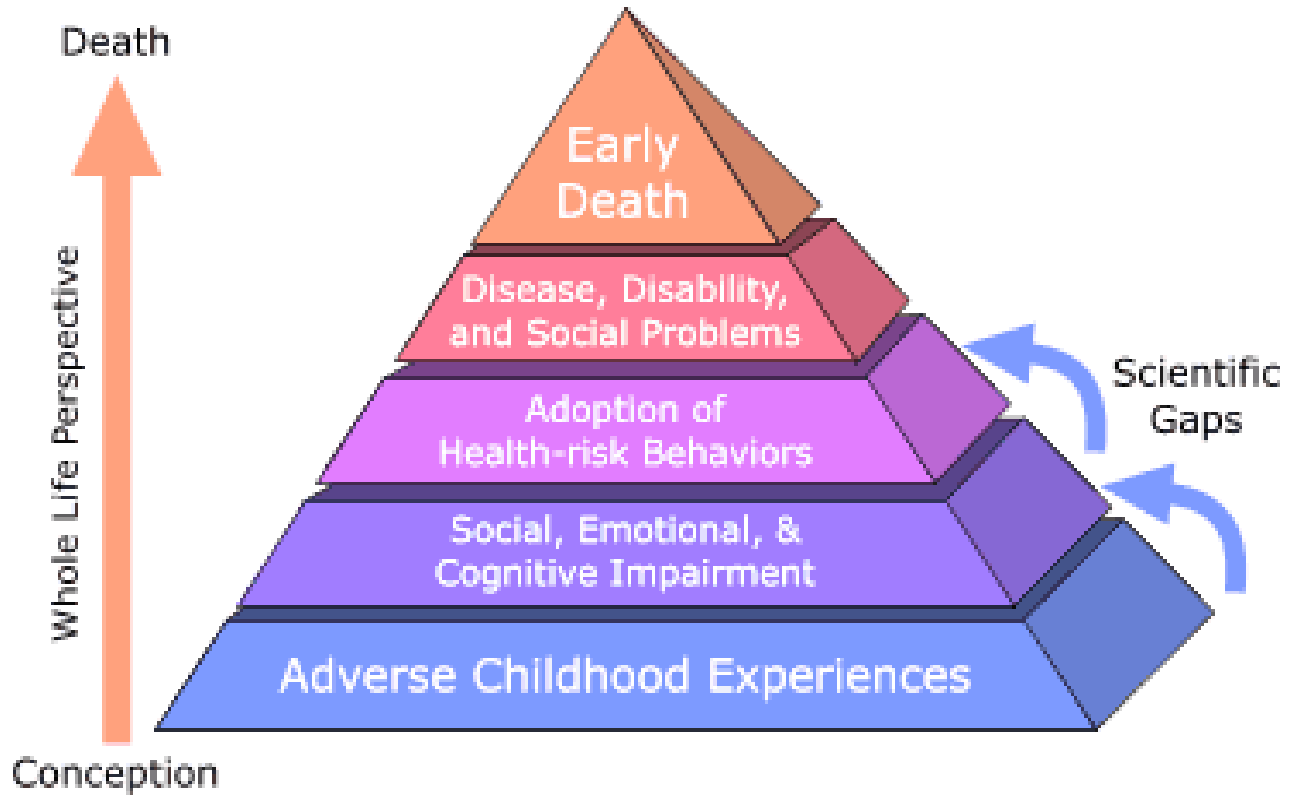 Death
Whole Life Perspective
Conception
Early
Death
Disease, Disability,
and Social Problems
Adoption of
Health-risk Behaviors
Social, Emotional, &
Cognitive Impairment
Adverse Childhood Experiences
Scientific
Gaps